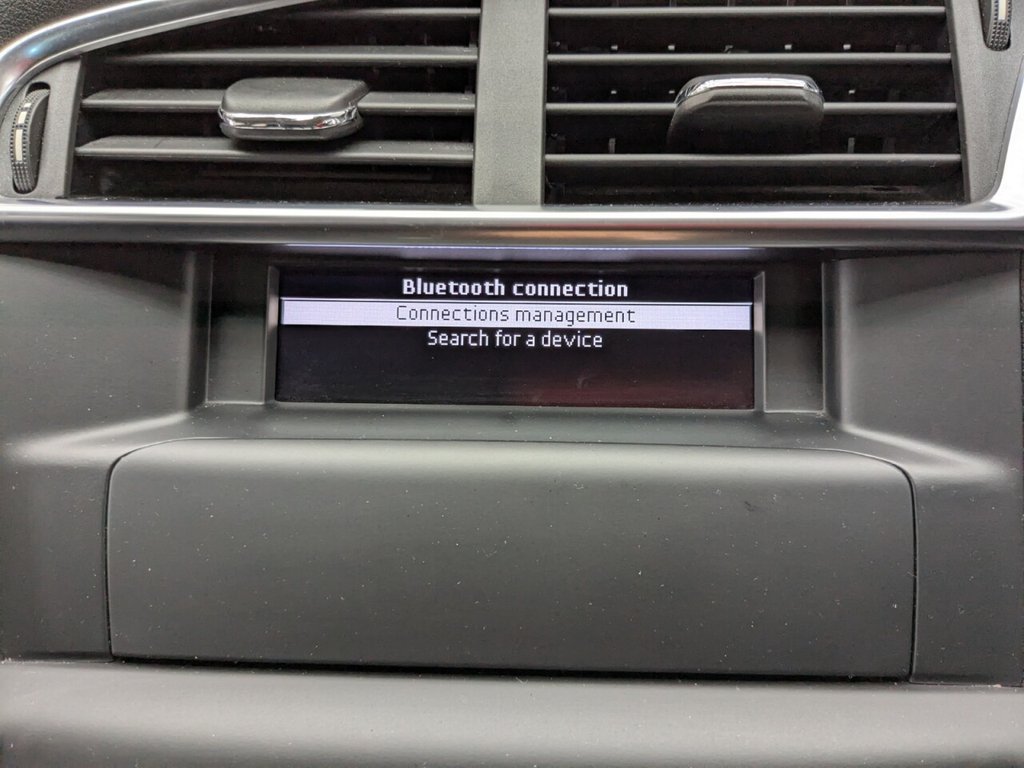 Bluetooth connection
Connections management
Search for a device